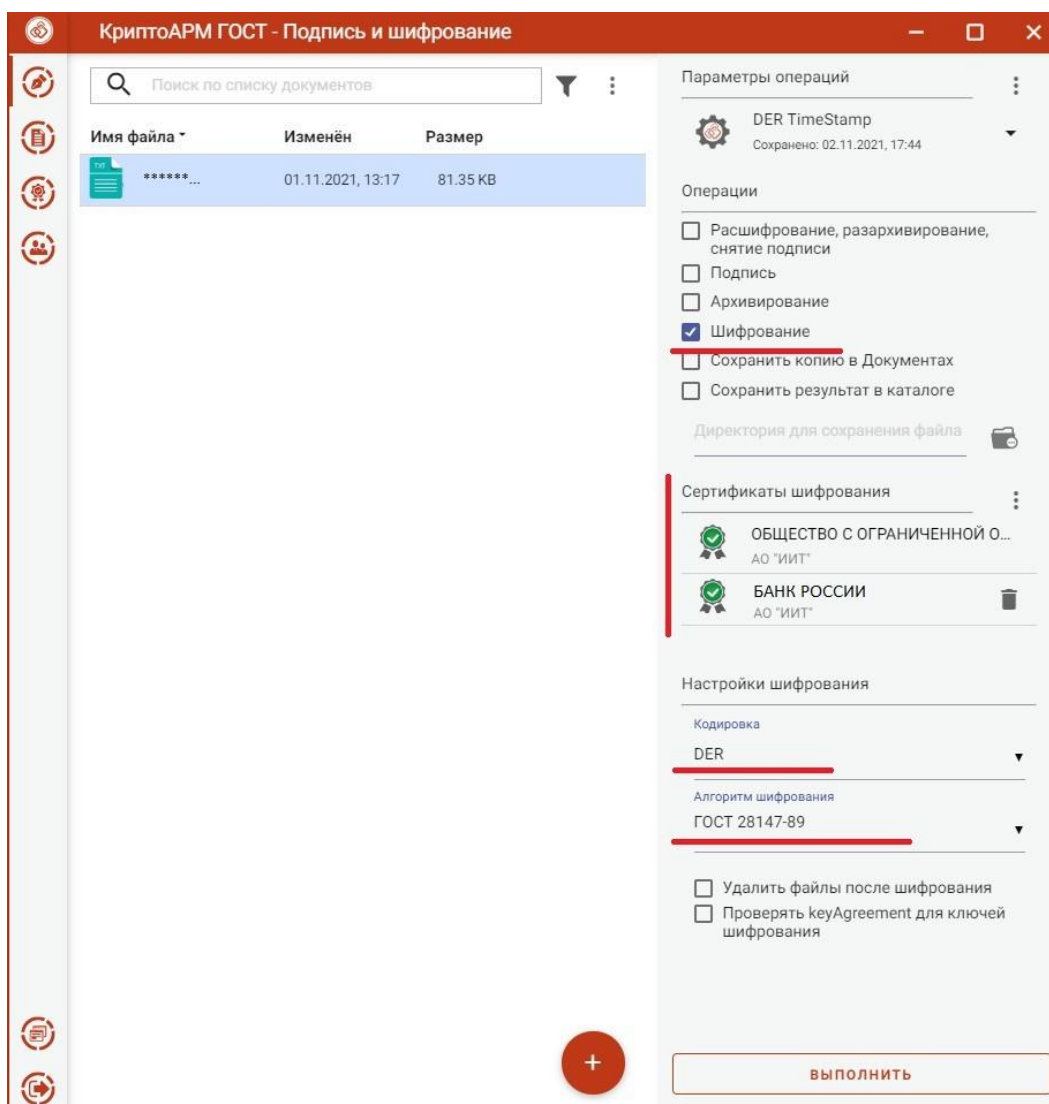 КриптоАРМ ГОСТ - Подпись и шифрование
Поиск по списку документов
Имя файла Изменён Размер
TXT ******... 01.11.2021, 13:17 81.35 KB
Параметры операций
DER TimeStamp
Сохранено: 02.11.2021, 17:44
Операции
Расшифрование, разархивирование,
снятие подписи
Подпись
Архивирование
Шифрование
Сохранить копию в Документах
Сохранить результат в каталоге
Директория для сохранения файла
Сертификаты шифрования
ОБЩЕСТВО С ОГРАНИЧЕННОЙ О...
АО "ИИТ"
БАНК РОССИИ
АО "ИИТ"
Настройки шифрования
Кодировка
DER
Алгоритм шифрования
ГОСТ 28147-89
Удалить файлы после шифрования
Проверять keyAgreement для ключей
шифрования
+
ВЫПОЛНИТЬ